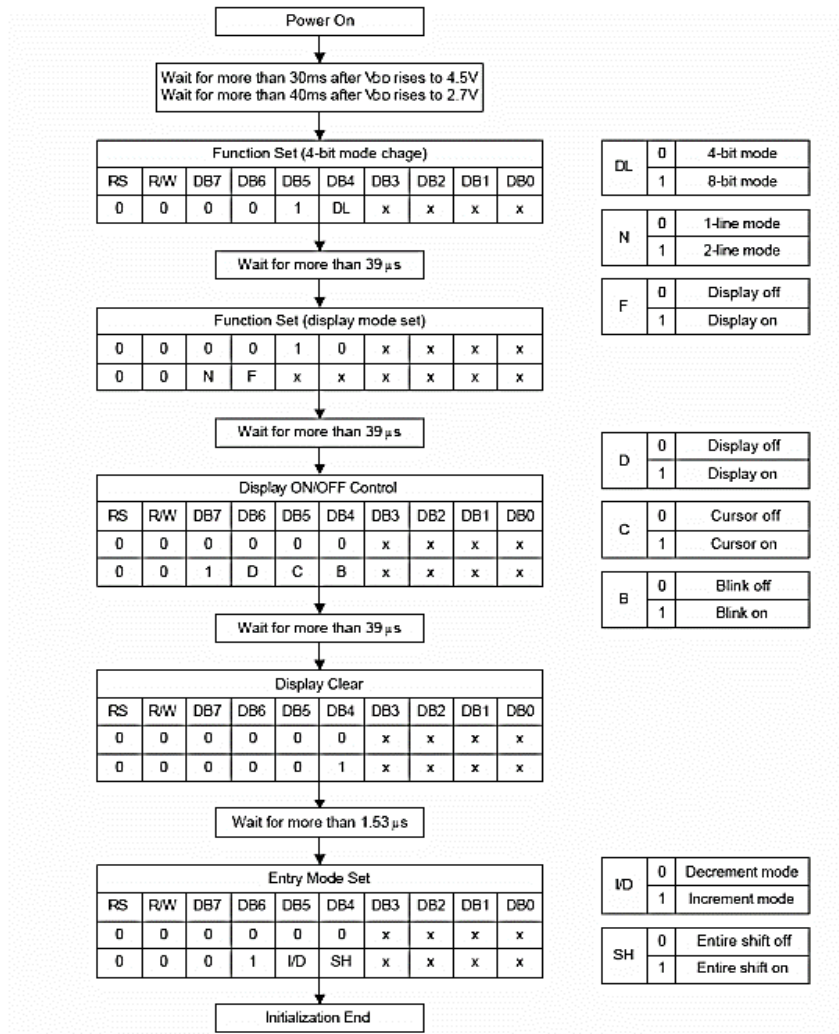 Power On
Wait for more than 30ms after VDD rises to 4.5V
Wait for more than 40ms after VDD rises to 2.7V
Function Set (4-bit mode chage)
RS R/W DB7 DB6 DB5 DB4 DB3 DB2 DB1 DB0
0 0 0 0 1 DL x x x x
DL 0 4-bit mode
1 8-bit mode
N 0 1-line mode
1 2-line mode
Wait for more than 39 µs
F 0 Display off
1 Display on
Function Set (display mode set)
0 0 0 0 1 0 x x x x
0 0 N F x x x x x x
Wait for more than 39 µs
D 0 Display off
1 Display on
Display ON/OFF Control
RS R/W DB7 DB6 DB5 DB4 DB3 DB2 DB1 DB0
0 0 0 0 0 0 x x x x
0 0 1 D C B x x x x
C 0 Cursor off
1 Cursor on
B 0 Blink off
1 Blink on
Wait for more than 39 µs
Display Clear
RS R/W DB7 DB6 DB5 DB4 DB3 DB2 DB1 DB0
0 0 0 0 0 0 x x x x
0 0 0 0 0 1 x x x x
Wait for more than 1.53 µs
Entry Mode Set
RS R/W DB7 DB6 DB5 DB4 DB3 DB2 DB1 DB0
0 0 0 0 0 0 x x x x
0 0 0 1 I/D SH x x x x
I/D 0 Decrement mode
1 Increment mode
SH 0 Entire shift off
1 Entire shift on
Initialization End